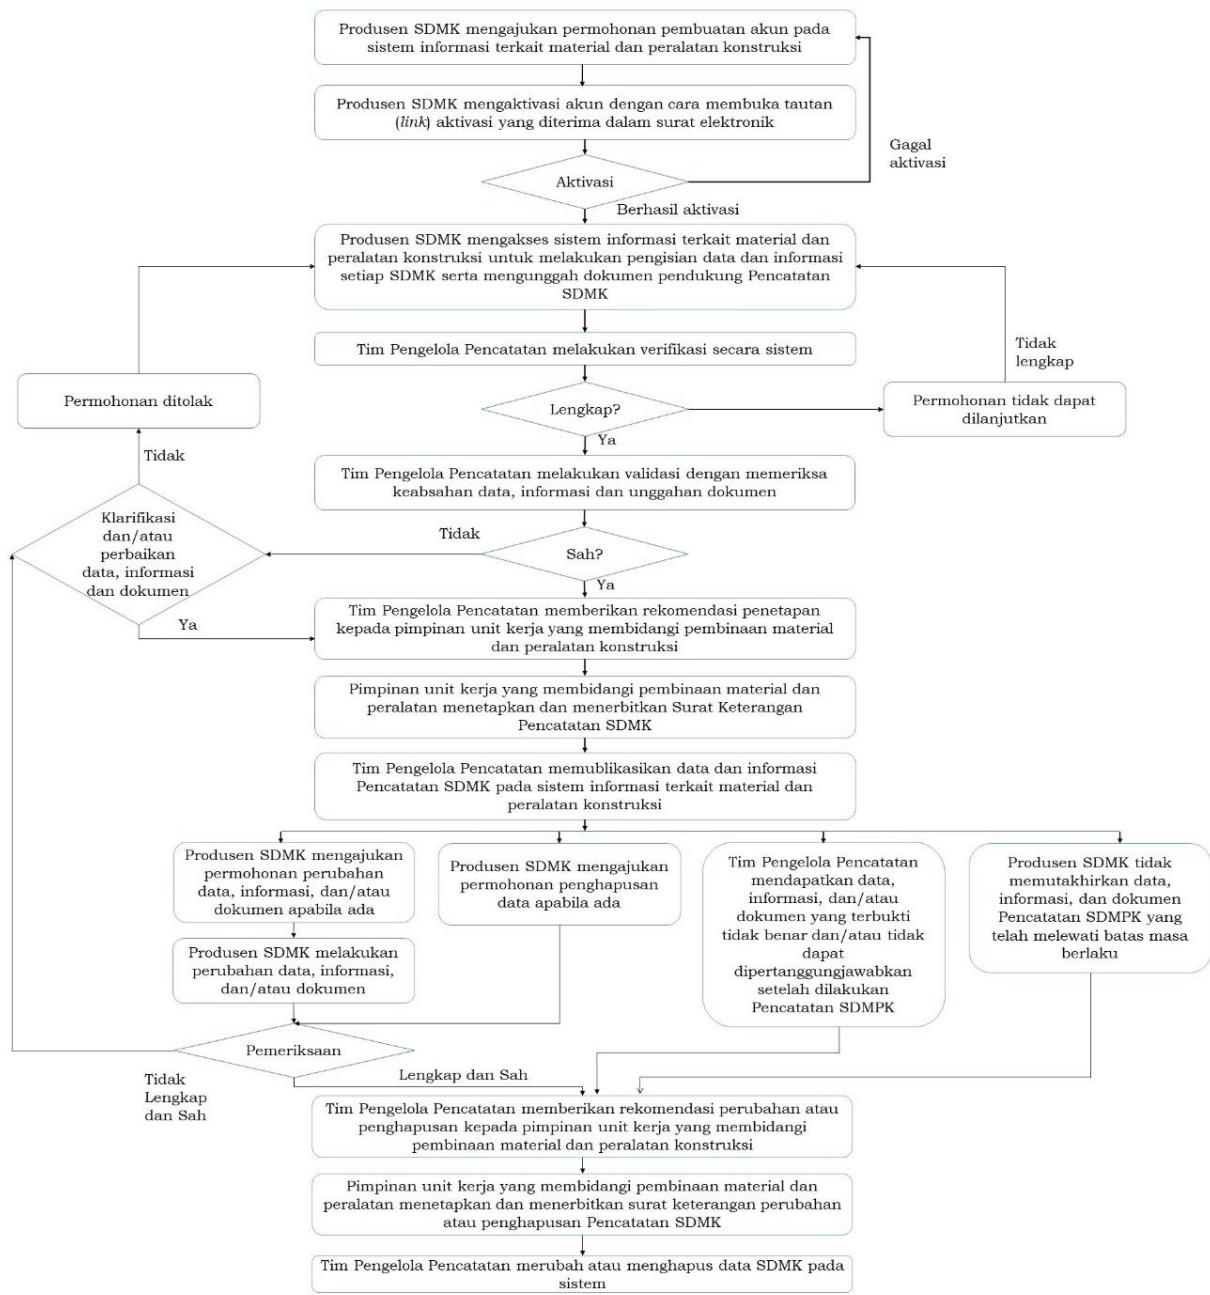 Produsen SDMK mengajukan permohonan pembuatan akun pada
sistem informasi terkait material dan peralatan konstruksi
Produsen SDMK mengaktivasi akun dengan cara membuka tautan
(link) aktivasi yang diterima dalam surat elektronik
Gagal
aktivasi
Aktivasi
Berhasil aktivasi
Produsen SDMK mengakses sistem informasi terkait material dan
peralatan konstruksi untuk melakukan pengisian data dan informasi
setiap SDMK serta mengunggah dokumen pendukung Pencatatan
SDMK
Tim Pengelola Pencatatan melakukan verifikasi secara sistem
Tidak
lengkap
Permohonan ditolak
Lengkap?
Permohonan tidak dapat
dilanjutkan
Ya
Tidak
Tim Pengelola Pencatatan melakukan validasi dengan memeriksa
keabsahan data, informasi dan unggahan dokumen
Klarifikasi
dan/atau
perbaikan
data, informasi
dan dokumen
Tidak
Sah?
Ya
Ya
Tim Pengelola Pencatatan memberikan rekomendasi penetapan
kepada pimpinan unit kerja yang membidangi pembinaan material
dan peralatan konstruksi
Pimpinan unit kerja yang membidangi pembinaan material dan
peralatan menetapkan dan menerbitkan Surat Keterangan
Pencatatan SDMK
Tim Pengelola Pencatatan memublikasikan data dan informasi
Pencatatan SDMK pada sistem informasi terkait material dan
peralatan konstruksi
Produsen SDMK mengajukan
permohonan perubahan
data, informasi, dan/atau
dokumen apabila ada
Produsen SDMK mengajukan
permohonan penghapusan
data apabila ada
Tim Pengelola Pencatatan
mendapatkan data,
informasi, dan/atau
dokumen yang terbukti
tidak benar dan/atau tidak
dapat
dipertanggungjawabkan
setelah dilakukan
Pencatatan SDMPK
Produsen SDMK tidak
memutakhirkan data,
informasi, dan dokumen
Pencatatan SDMPK yang
telah melewati batas masa
berlaku
Produsen SDMK melakukan
perubahan data, informasi,
dan/atau dokumen
Pemeriksaan
Tidak
Lengkap
dan Sah
Lengkap dan Sah
Tim Pengelola Pencatatan memberikan rekomendasi perubahan atau
penghapusan kepada pimpinan unit kerja yang membidangi
pembinaan material dan peralatan konstruksi
Pimpinan unit kerja yang membidangi pembinaan material dan
peralatan menetapkan dan menerbitkan surat keterangan perubahan
atau penghapusan Pencatatan SDMK
Tim Pengelola Pencatatan merubah atau menghapus data SDMK pada
sistem